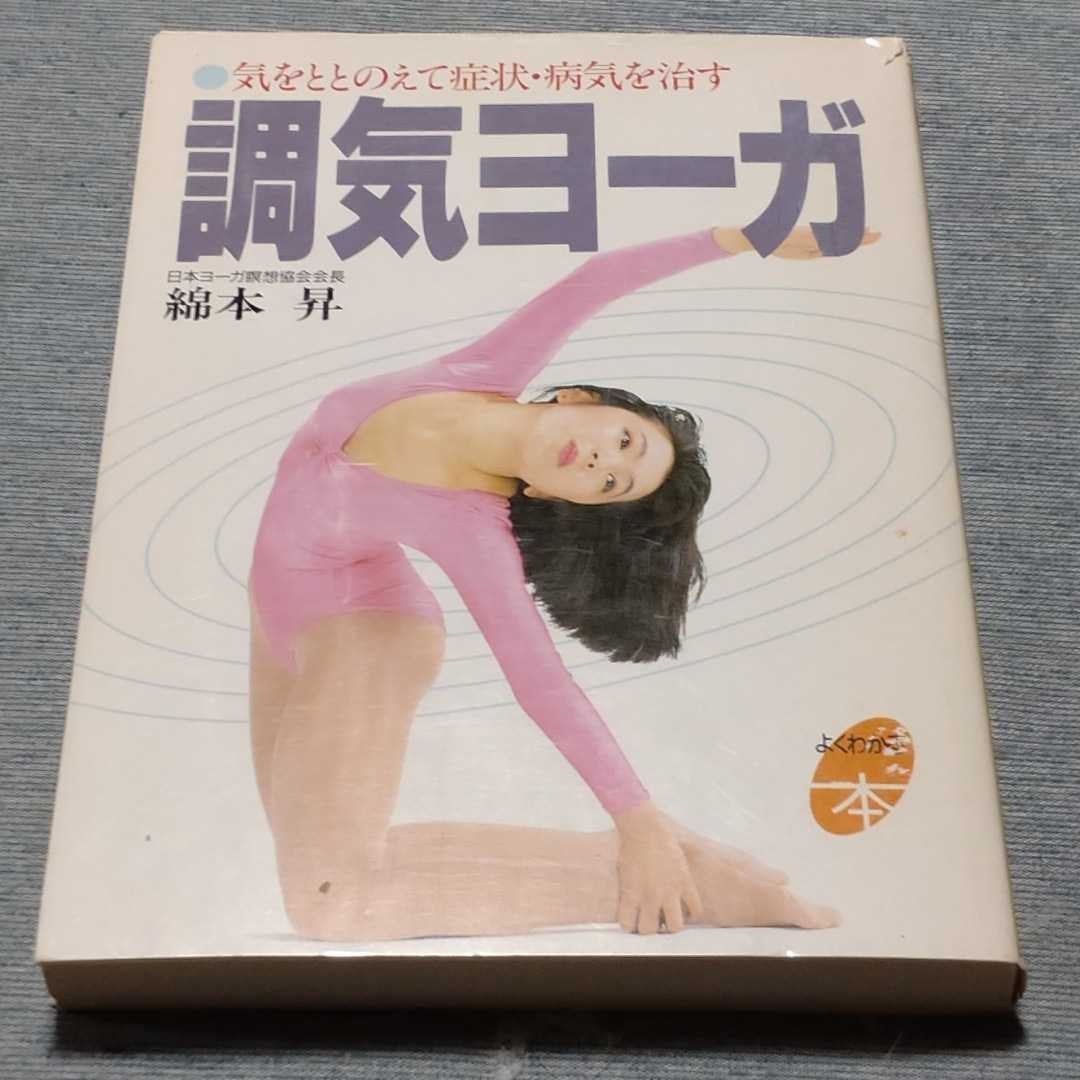 ●気をととのえて症状・病気を治す
調気ヨーガ
日本ヨーガ瞑想協会会長
綿本 昇
よくわかる
本